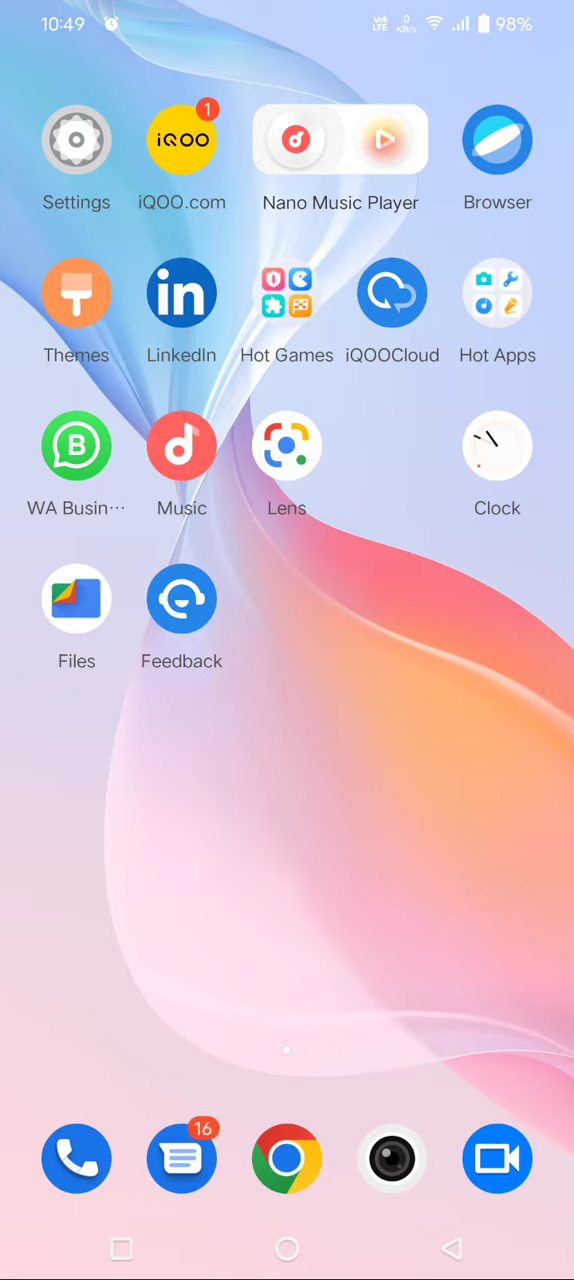 10:49
VoLTE
0
KB/s
98%
1
iQOO
Settings
iQOO.com
Nano Music Player
Browser
in
Themes
LinkedIn
Hot Games
iQOOCloud
Hot Apps
B
WA Busin···
Music
Lens
Clock
Files
Feedback
16